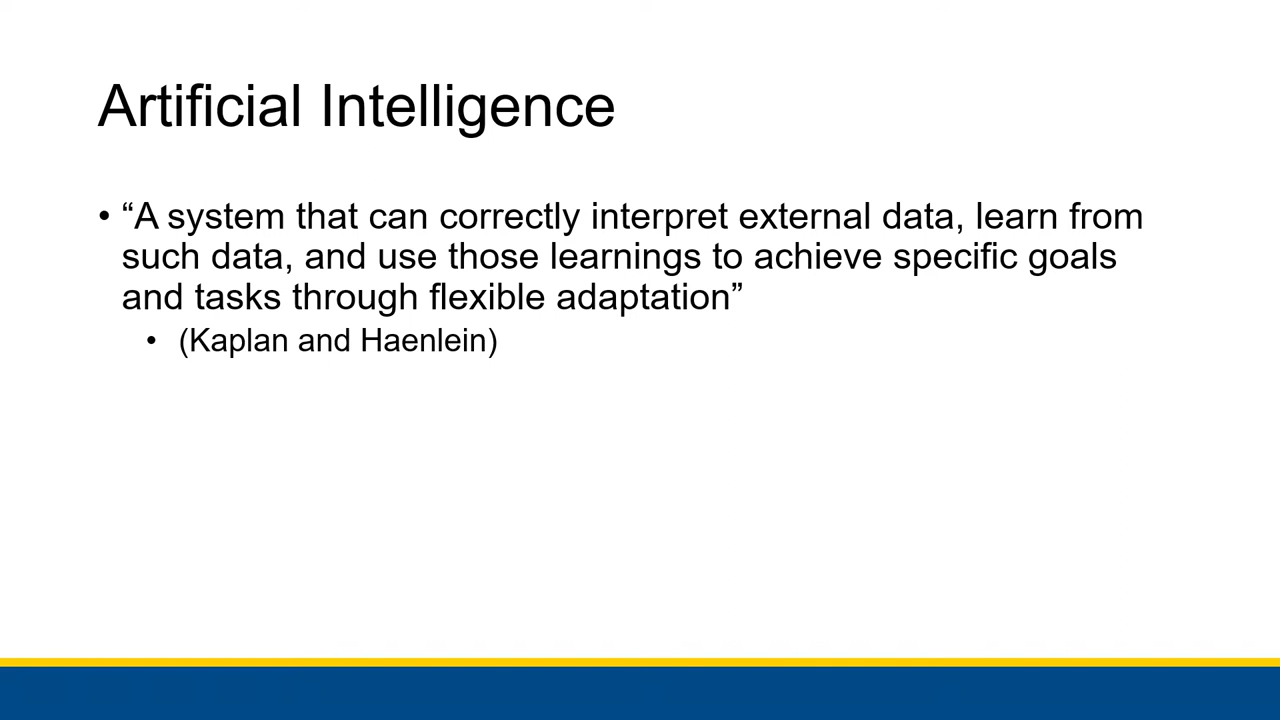 Artificial Intelligence
• “A system that can correctly interpret external data, learn from
such data, and use those learnings to achieve specific goals
and tasks through flexible adaptation”
• (Kaplan and Haenlein)